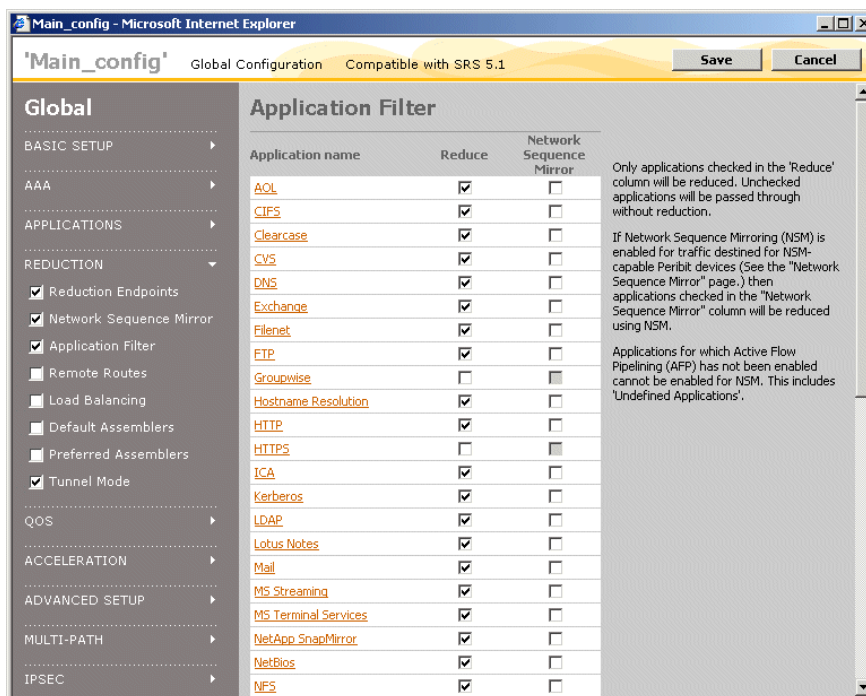 Main_config - Microsoft Internet Explorer
'Main_config' Global Configuration Compatible with SRS 5.1 Save Cancel
Global
BASIC SETUP
AAA
APPLICATIONS
REDUCTION
Reduction Endpoints
Network Sequence Mirror
Application Filter
Remote Routes
Load Balancing
Default Assemblers
Preferred Assemblers
Tunnel Mode
QOS
ACCELERATION
ADVANCED SETUP
MULTI-PATH
IPSEC
Application Filter
Application name Reduce Network
Sequence
Mirror
AOL
CIFS
Clearcase
CVS
DNS
Exchange
Filenet
FTP
Groupwise
Hostname Resolution
HTTP
HTTPS
ICA
Kerberos
LDAP
Lotus Notes
Mail
MS Streaming
MS Terminal Services
NetApp SnapMirror
NetBios
NFS
Only applications checked in the 'Reduce'
column will be reduced. Unchecked
applications will be passed through
without reduction.
If Network Sequence Mirroring (NSM) is
enabled for traffic destined for NSM-
capable Peribit devices (See the "Network
Sequence Mirror" page.) then
applications checked in the "Network
Sequence Mirror" column will be reduced
using NSM.
Applications for which Active Flow
Pipelining (AFP) has not been enabled
cannot be enabled for NSM. This includes
'Undefined Applications'.